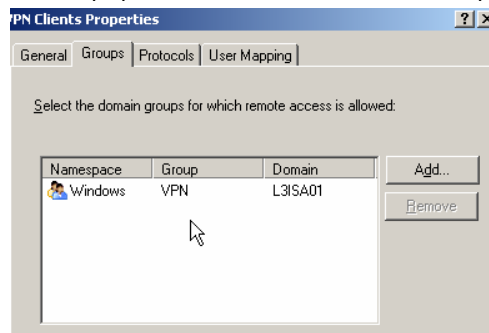 VPN Clients Properties
General Groups Protocols User Mapping
Select the domain groups for which remote access is allowed:
Namespace Group Domain Add...
Windows VPN L3ISA01 Remove